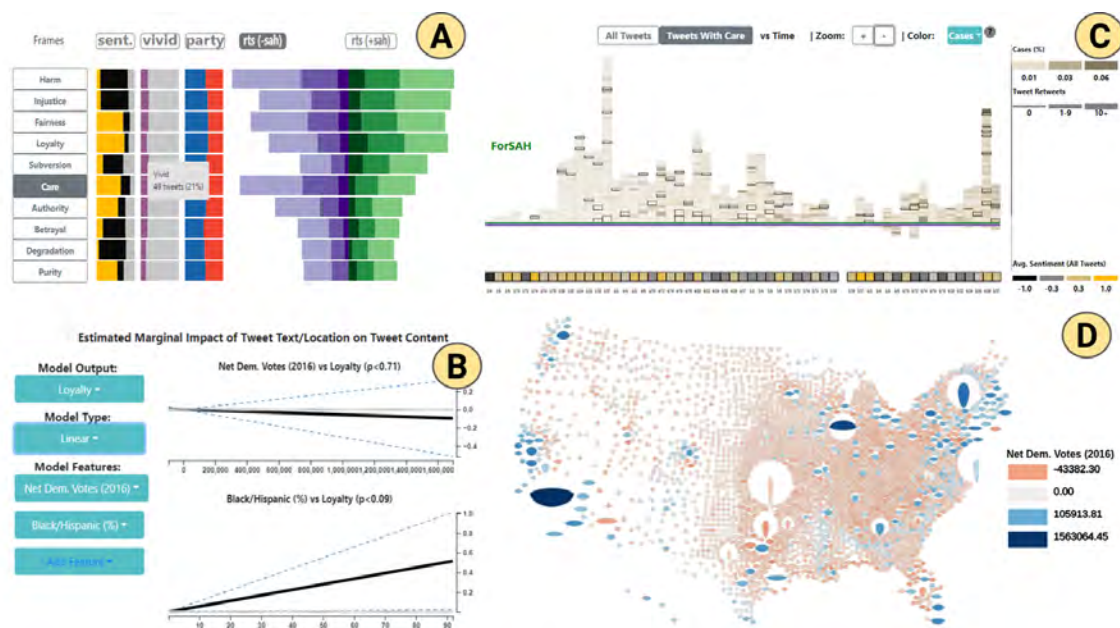 A
Frames
sent.
vivid
party
rts (-sah)
rts (+sah)
Harm
Injustice
Fairness
Loyalty
Subversion
Care
Authority
Betrayal
Degradation
Purity
Vivid
49 tweets (21%)
C
All Tweets
Tweets With Care
vs Time
| Zoom:
+
-
| Color:
Cases
?
ForSAH
Cases (%)
0.01 0.03 0.06
Tweet Retweets
0 1-9 10+
Avg. Sentiment (All Tweets)
-1.0 -0.3 0.3 1.0
B
Estimated Marginal Impact of Tweet Text/Location on Tweet Content
Model Output:
Loyalty
Model Type:
Linear
Model Features:
Net Dem. Votes (2016)
Black/Hispanic (%)
Add Feature
Net Dem. Votes (2016) vs Loyalty (p<0.71)
0.2
0.0
-0.2
-0.4
0 200,000 400,000 600,000 800,000 1,000,000 1,200,000 1,400,000 1,600,000
Black/Hispanic (%) vs Loyalty (p<0.09)
1.0
0.8
0.6
0.4
0.2
10 20 30 40 50 60 70 80 90
D
Net Dem. Votes (2016)
-43382.30
0.00
105913.81
1563064.45